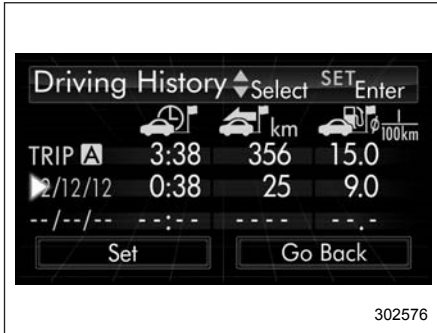 Driving History Select SET Enter
km l/100km
TRIP A 3:38 356 15.0
2/12/12 0:38 25 9.0
--/--/-- --:-- ---- --.-
Set Go Back
302576